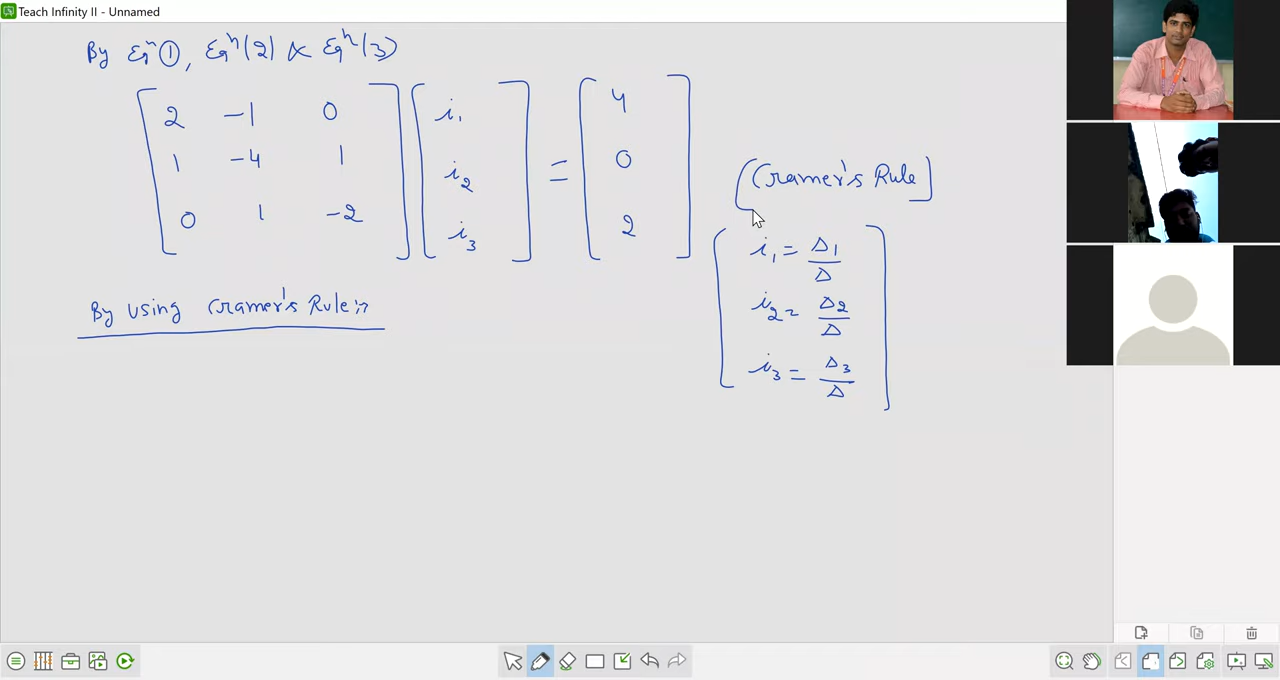 Teach Infinity II - Unnamed
By Eqⁿ ①, Eqⁿ(2) & Eqⁿ(3)
2 -1 0 i₁ 4
1 -4 1 i₂ = 0
0 1 -2 i₃ 2
(Cramer's Rule]
i₁ = Δ1/Δ
i₂ = Δ2/Δ
i₃ = Δ3/Δ
By using Cramer's Rule :-